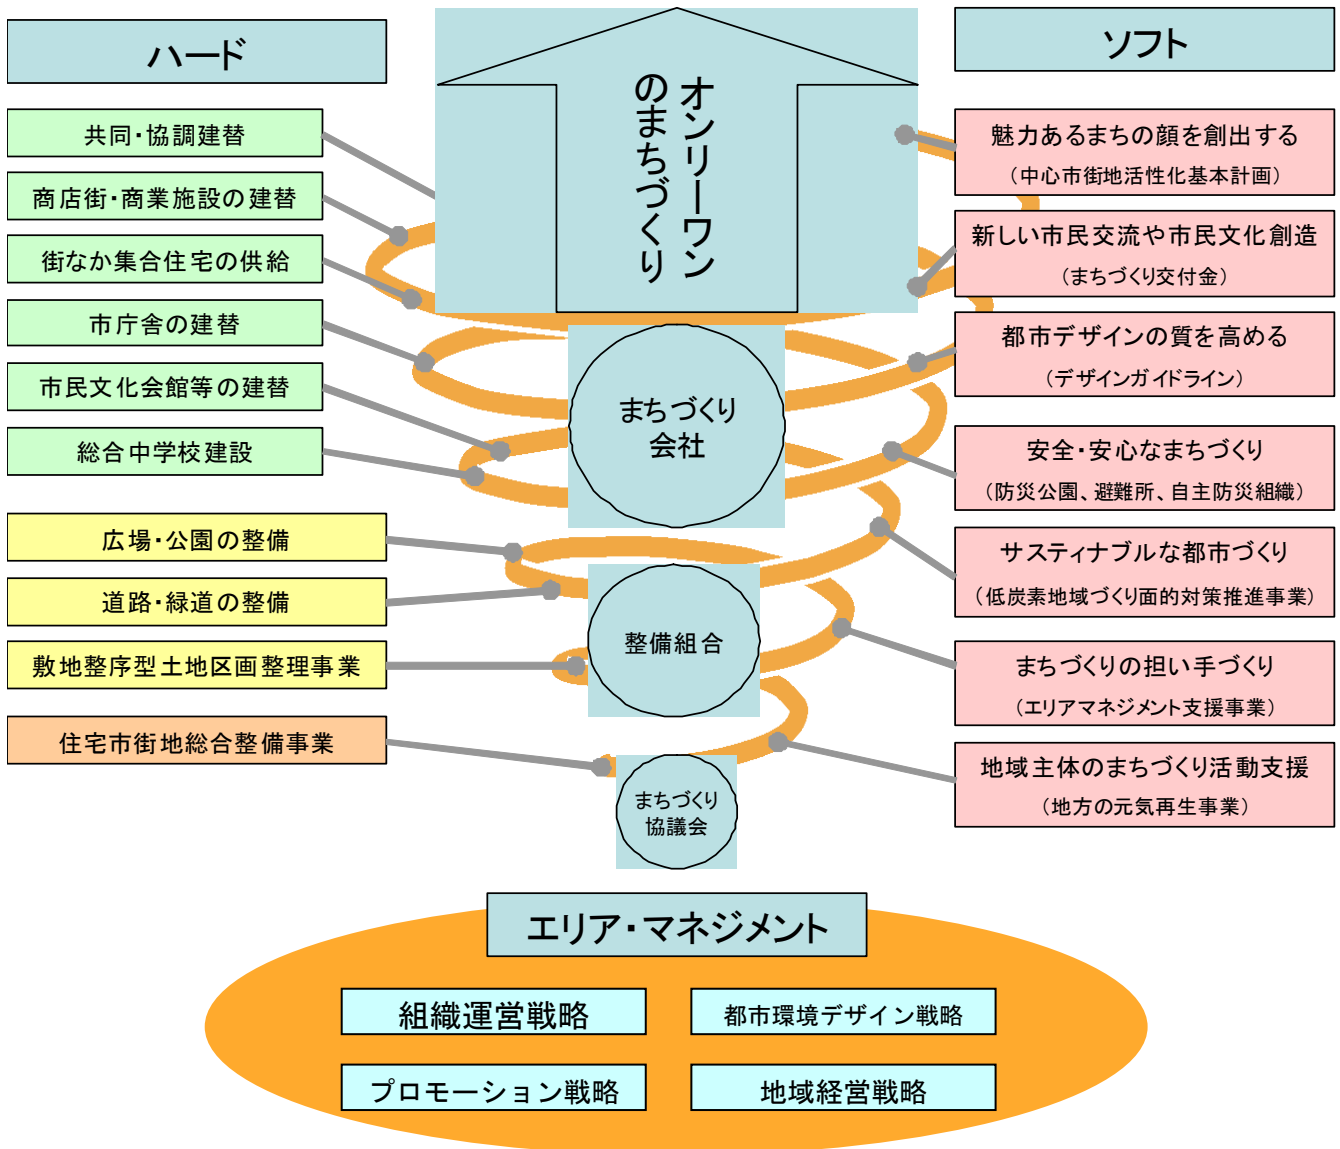 ハード
共同・協調建替
商店街・商業施設の建替
街なか集合住宅の供給
市庁舎の建替
市民文化会館等の建替
総合中学校建設
広場・公園の整備
道路・緑道の整備
敷地整序型土地区画整理事業
住宅市街地総合整備事業
オンリーワン
のまちづくり
まちづくり
会社
整備組合
まちづくり
協議会
ソフト
魅力あるまちの顔を創出する
（中心市街地活性化基本計画）
新しい市民交流や市民文化創造
（まちづくり交付金）
都市デザインの質を高める
（デザインガイドライン）
安全・安心なまちづくり
（防災公園、避難所、自主防災組織）
サスティナブルな都市づくり
（低炭素地域づくり面的対策推進事業）
まちづくりの担い手づくり
（エリアマネジメント支援事業）
地域主体のまちづくり活動支援
（地方の元気再生事業）
エリア・マネジメント
組織運営戦略
都市環境デザイン戦略
プロモーション戦略
地域経営戦略